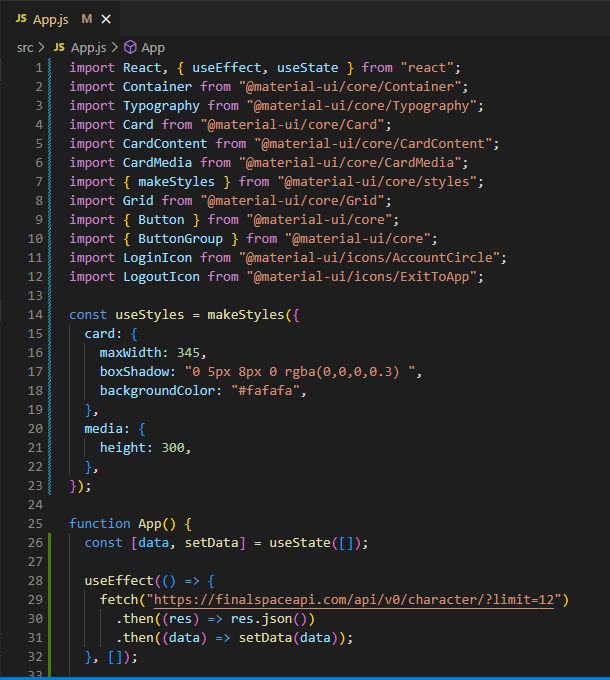 JS App.js M ×
src > JS App.js > App
1 import React, { useEffect, useState } from "react";
2 import Container from "@material-ui/core/Container";
3 import Typography from "@material-ui/core/Typography";
4 import Card from "@material-ui/core/Card";
5 import CardContent from "@material-ui/core/CardContent";
6 import CardMedia from "@material-ui/core/CardMedia";
7 import { makeStyles } from "@material-ui/core/styles";
8 import Grid from "@material-ui/core/Grid";
9 import { Button } from "@material-ui/core";
10 import { ButtonGroup } from "@material-ui/core";
11 import LoginIcon from "@material-ui/icons/AccountCircle";
12 import LogoutIcon from "@material-ui/icons/ExitToApp";
13
14 const useStyles = makeStyles({
15   card: {
16     maxWidth: 345,
17     boxShadow: "0 5px 8px 0 rgba(0,0,0,0.3) ",
18     backgroundColor: "#fafafa",
19   },
20   media: {
21     height: 300,
22   },
23 });
24
25 function App() {
26   const [data, setData] = useState([]);
27
28   useEffect(() => {
29     fetch("https://finalspaceapi.com/api/v0/character/?limit=12")
30       .then((res) => res.json())
31       .then((data) => setData(data));
32   }, []);
33